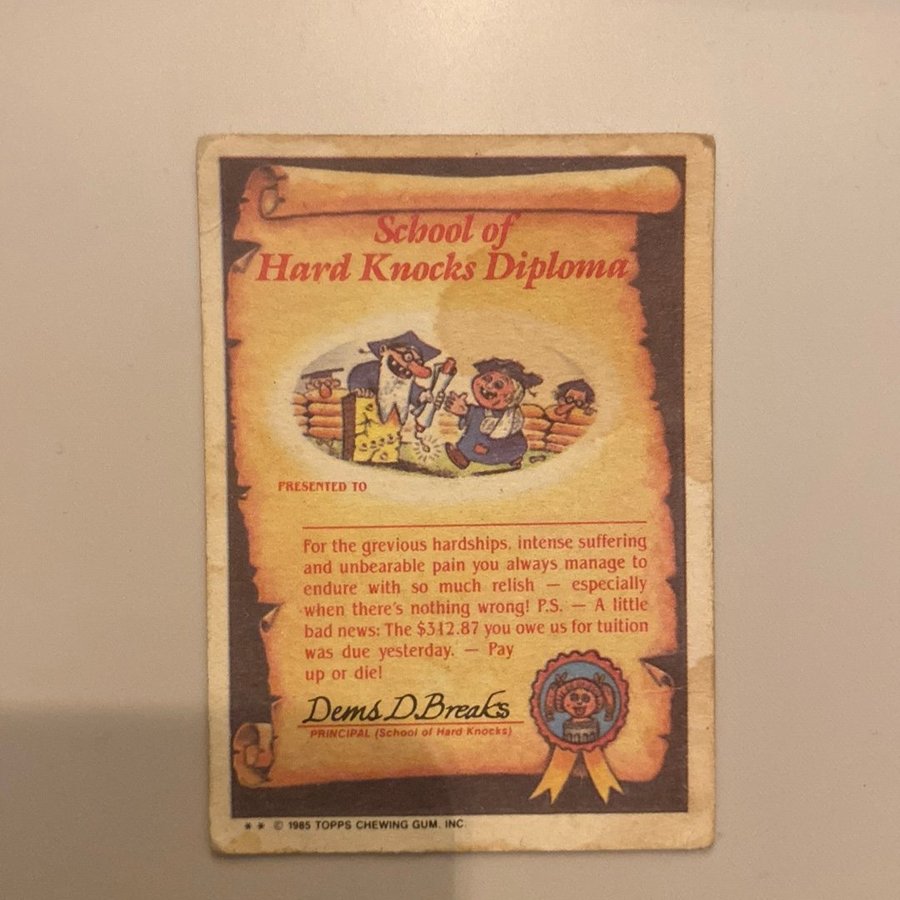 School of
Hard Knocks Diploma
PRESENTED TO
For the grevious hardships, intense suffering
and unbearable pain you always manage to
endure with so much relish — especially
when there's nothing wrong! P.S. — A little
bad news: The $312.87 you owe us for tuition
was due yesterday. — Pay
up or die!
Dems D.Breaks
PRINCIPAL (School of Hard Knocks)
* * © 1985 TOPPS CHEWING GUM, INC.